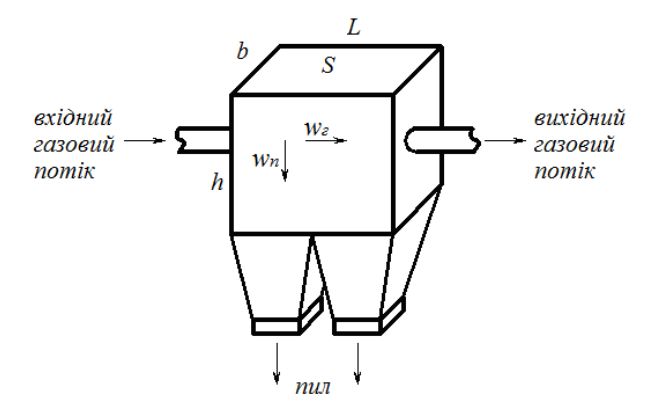 L
b
S
вхідний
газовий
потік
wг
wп
h
вихідний
газовий
потік
пил